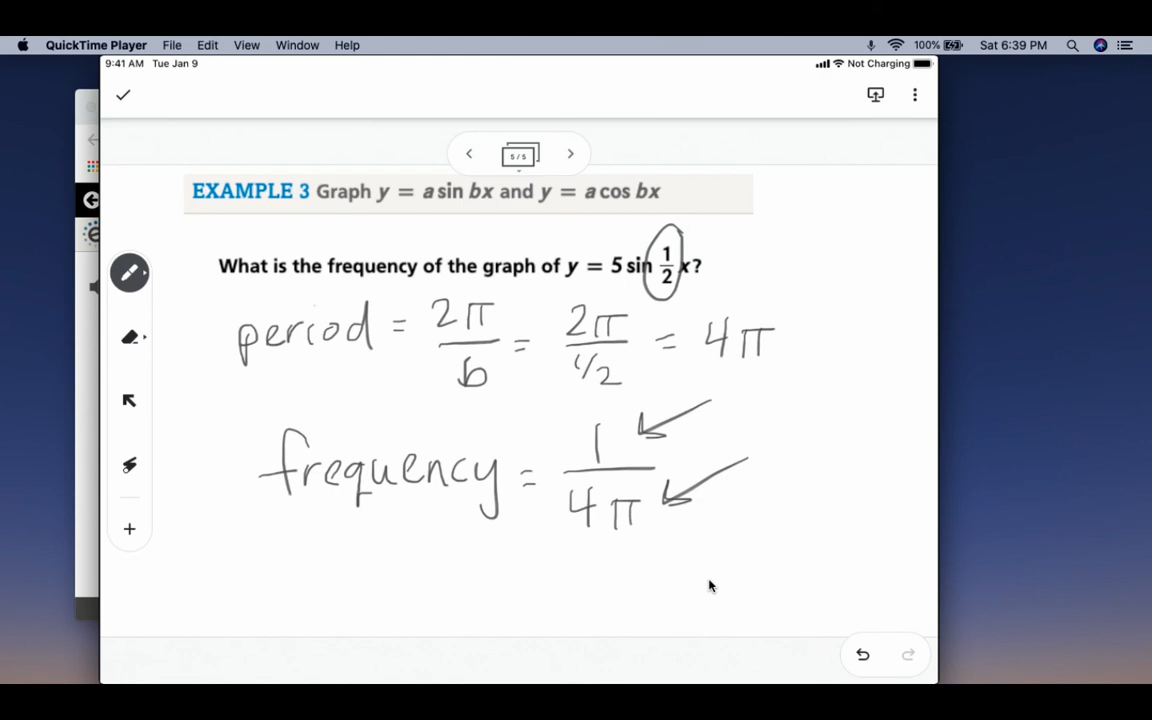 QuickTime Player File Edit View Window Help 100% Sat 6:39 PM
9:41 AM Tue Jan 9 Not Charging
5/5
EXAMPLE 3 Graph y = a sin bx and y = a cos bx
What is the frequency of the graph of y = 5 sin 1/2 x?
period = 2π/b = 2π/1/2 = 4π
frequency = 1/4π